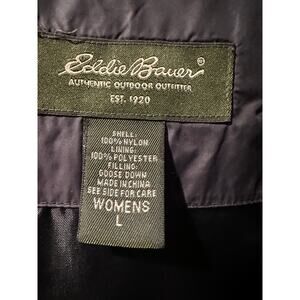 Eddie Bauer®
AUTHENTIC OUTDOOR OUTFITTER
EST. 1920
SHELL:
100% NYLON
LINING:
100% POLYESTER
FILLING:
GOOSE DOWN
MADE IN CHINA
SEE SIDE FOR CARE
WOMENS
L